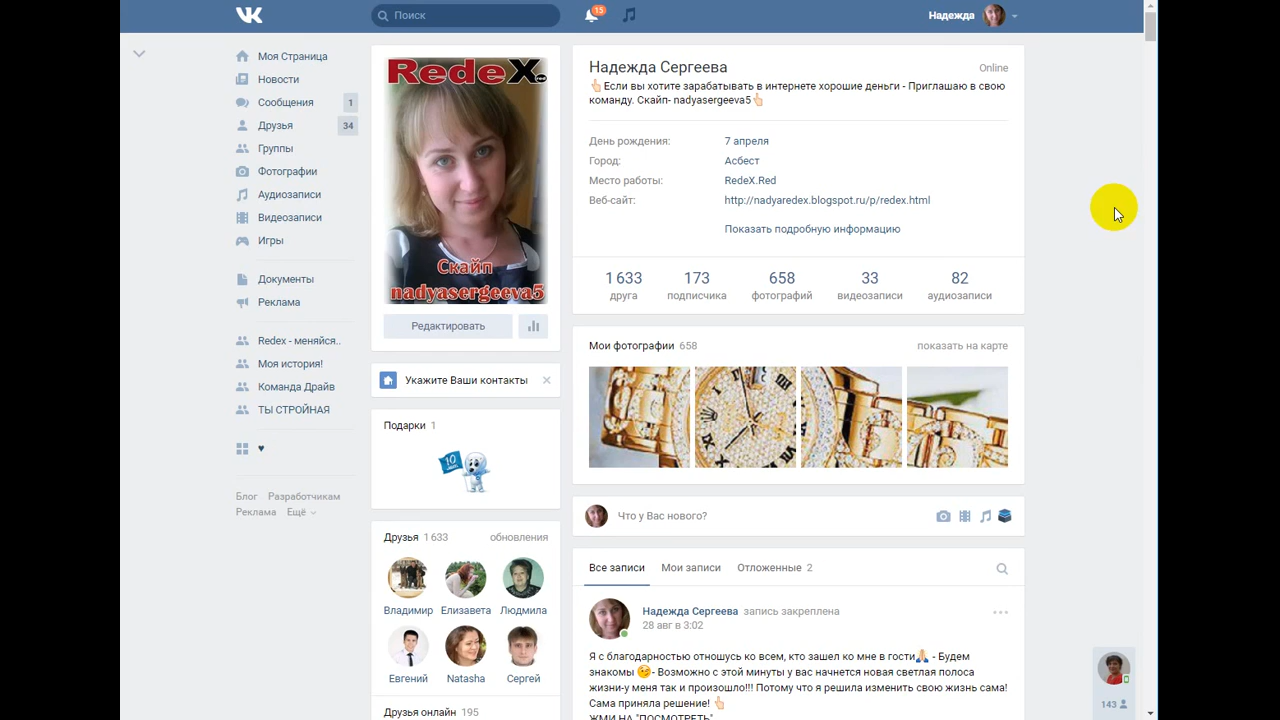 Поиск
15
Надежда
Моя Страница
Новости
Сообщения 1
Друзья 34
Группы
Фотографии
Аудиозаписи
Видеозаписи
Игры
Документы
Реклама
Redex - меняйся..
Моя история!
Команда Драйв
ТЫ СТРОЙНАЯ
♥
Блог Разработчикам
Реклама Ещё
RedeX red
Скайп
nadyasergeeva5
Редактировать
Укажите Ваши контакты
Подарки 1
10 лет
Друзья 1 633 обновления
Владимир Елизавета Людмила
Евгений Natasha Сергей
Друзья онлайн 195
Надежда Сергеева Online
👆Если вы хотите зарабатывать в интернете хорошие деньги - Приглашаю в свою
команду. Скайп- nadyasergeeva5👆
День рождения: 7 апреля
Город: Асбест
Место работы: RedeX.Red
Веб-сайт: http://nadyaredex.blogspot.ru/p/redex.html
Показать подробную информацию
1 633 173 658 33 82
друга подписчика фотографий видеозаписи аудиозаписи
Мои фотографии 658 показать на карте
Что у Вас нового?
Все записи Мои записи Отложенные 2
Надежда Сергеева запись закреплена
28 авг в 3:02
Я с благодарностью отношусь ко всем, кто зашел ко мне в гости🙏 - Будем
знакомы 😘- Возможно с этой минуты у вас начнется новая светлая полоса
жизни-у меня так и произошло!!! Потому что я решила изменить свою жизнь сама!
Сама приняла решение! 👆
ЖМИ НА "ПОСМОТРЕТЬ"
143